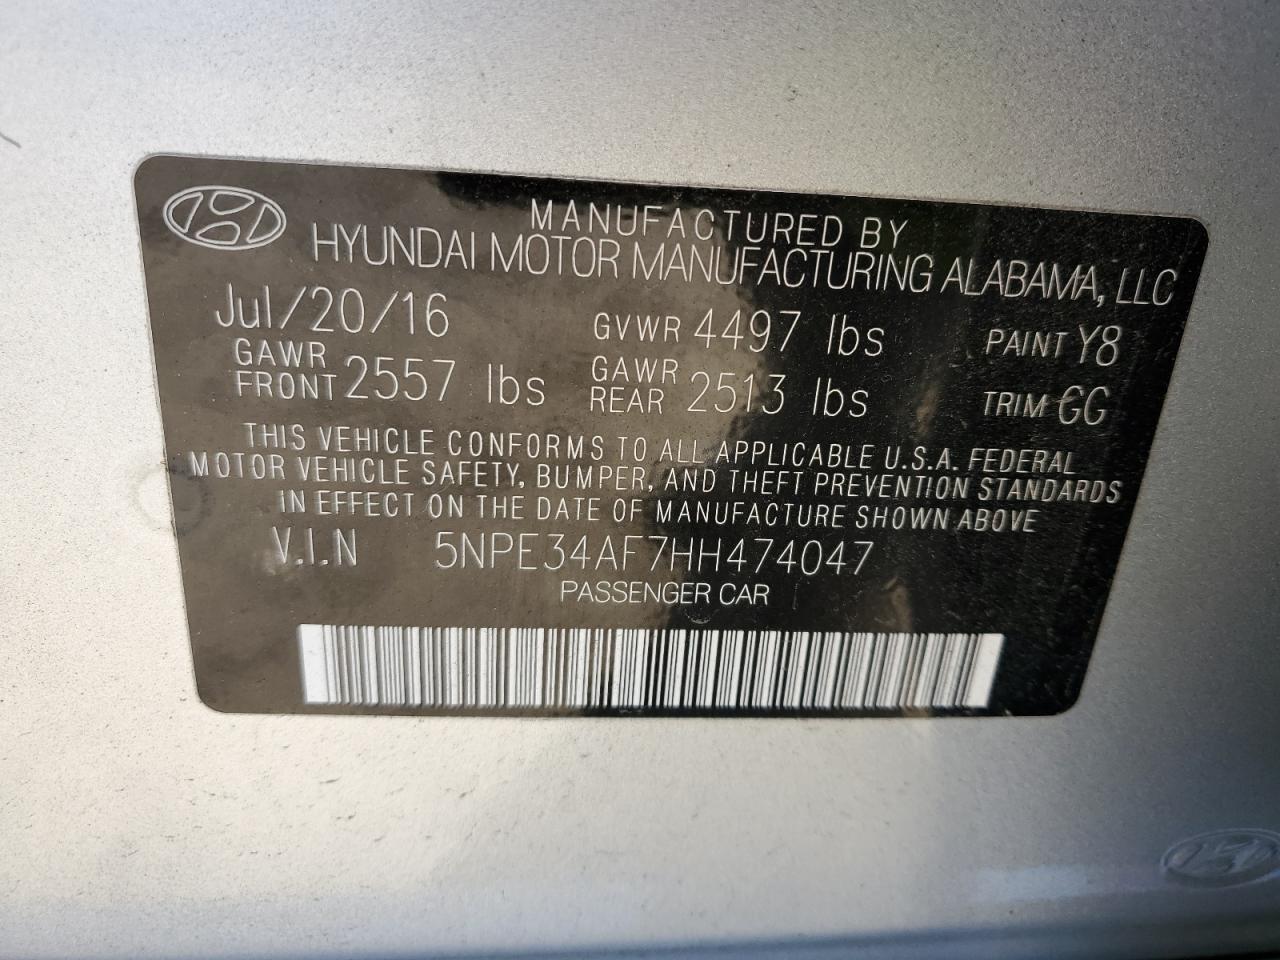 MANUFACTURED BY
HYUNDAI MOTOR MANUFACTURING ALABAMA, LLC
Jul/20/16 GVWR 4497 lbs PAINT Y8
GAWR FRONT 2557 lbs GAWR REAR 2513 lbs TRIM GG
THIS VEHICLE CONFORMS TO ALL APPLICABLE U.S.A. FEDERAL
MOTOR VEHICLE SAFETY, BUMPER, AND THEFT PREVENTION STANDARDS
IN EFFECT ON THE DATE OF MANUFACTURE SHOWN ABOVE
V.I.N 5NPE34AF7HH474047
PASSENGER CAR